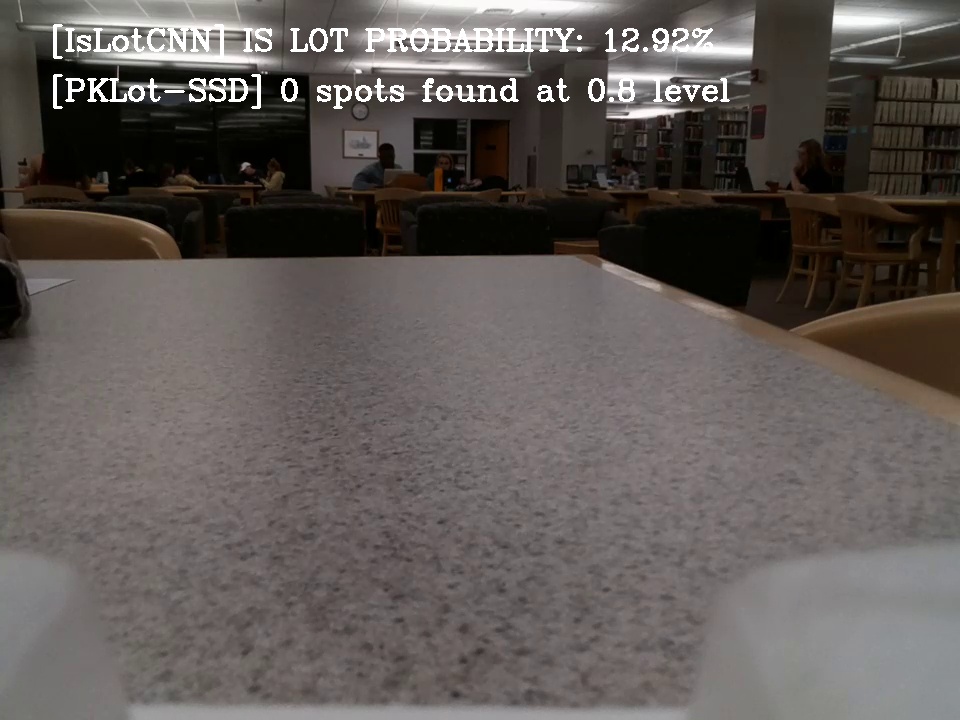 [IsLotCNN] IS LOT PROBABILITY: 12.92%
[PKLot-SSD] 0 spots found at 0.8 level